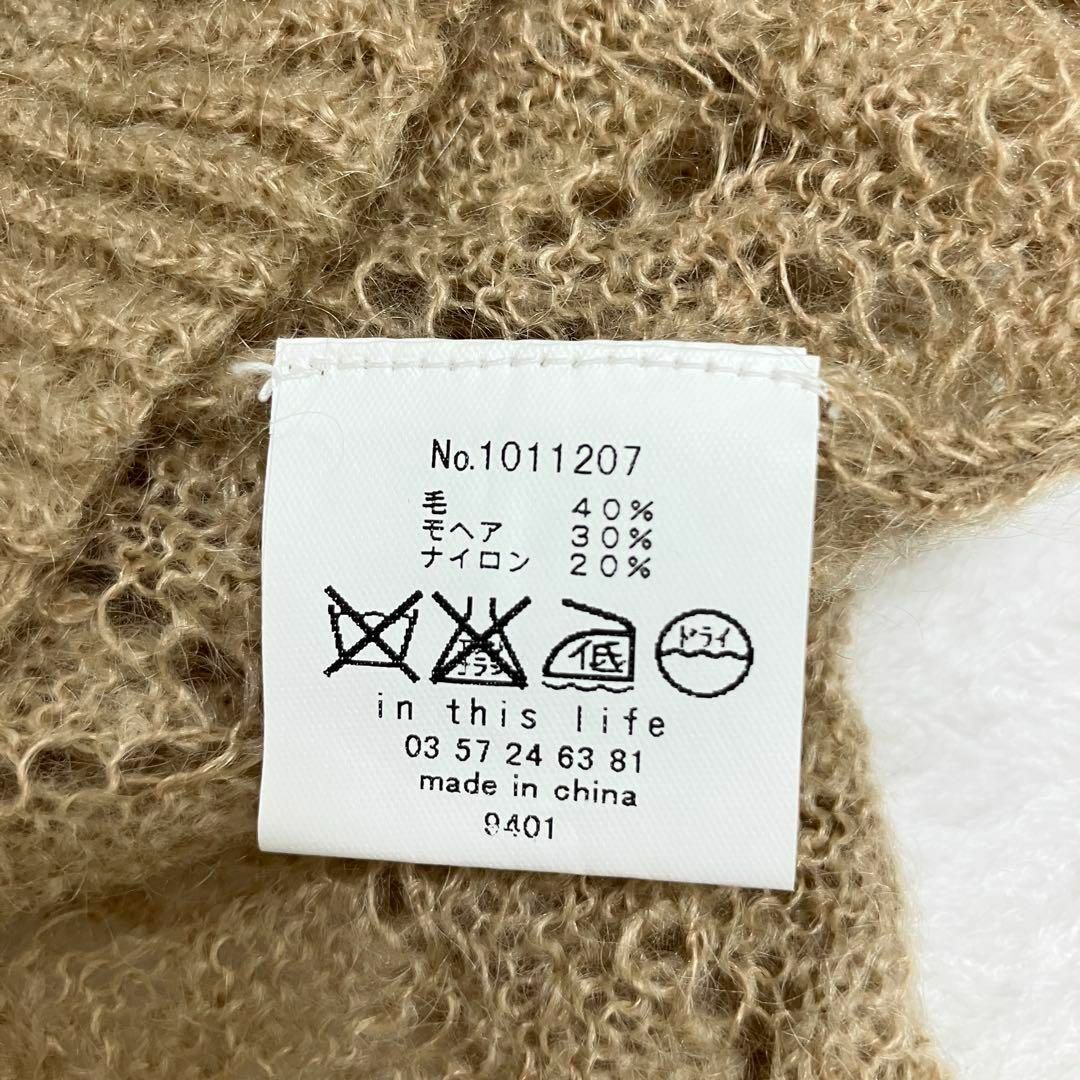 No.1011207
毛 40%
モヘア 30%
ナイロン 20%
低 ドライ
in this life
03 57 24 63 81
made in china
9401